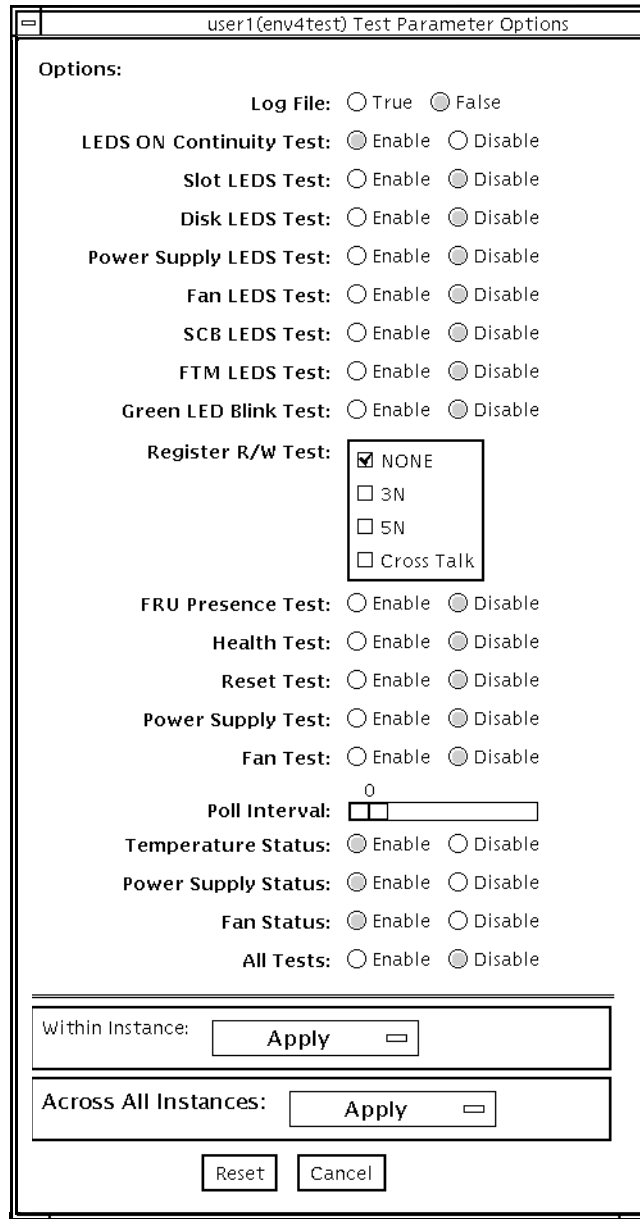 user1(env4test) Test Parameter Options
Options:
Log File: True False
LEDS ON Continuity Test: Enable Disable
Slot LEDS Test: Enable Disable
Disk LEDS Test: Enable Disable
Power Supply LEDS Test: Enable Disable
Fan LEDS Test: Enable Disable
SCB LEDS Test: Enable Disable
FTM LEDS Test: Enable Disable
Green LED Blink Test: Enable Disable
Register R/W Test: NONE
3N
5N
Cross Talk
FRU Presence Test: Enable Disable
Health Test: Enable Disable
Reset Test: Enable Disable
Power Supply Test: Enable Disable
Fan Test: Enable Disable
0
Poll Interval:
Temperature Status: Enable Disable
Power Supply Status: Enable Disable
Fan Status: Enable Disable
All Tests: Enable Disable
Within Instance: Apply
Across All Instances: Apply
Reset Cancel